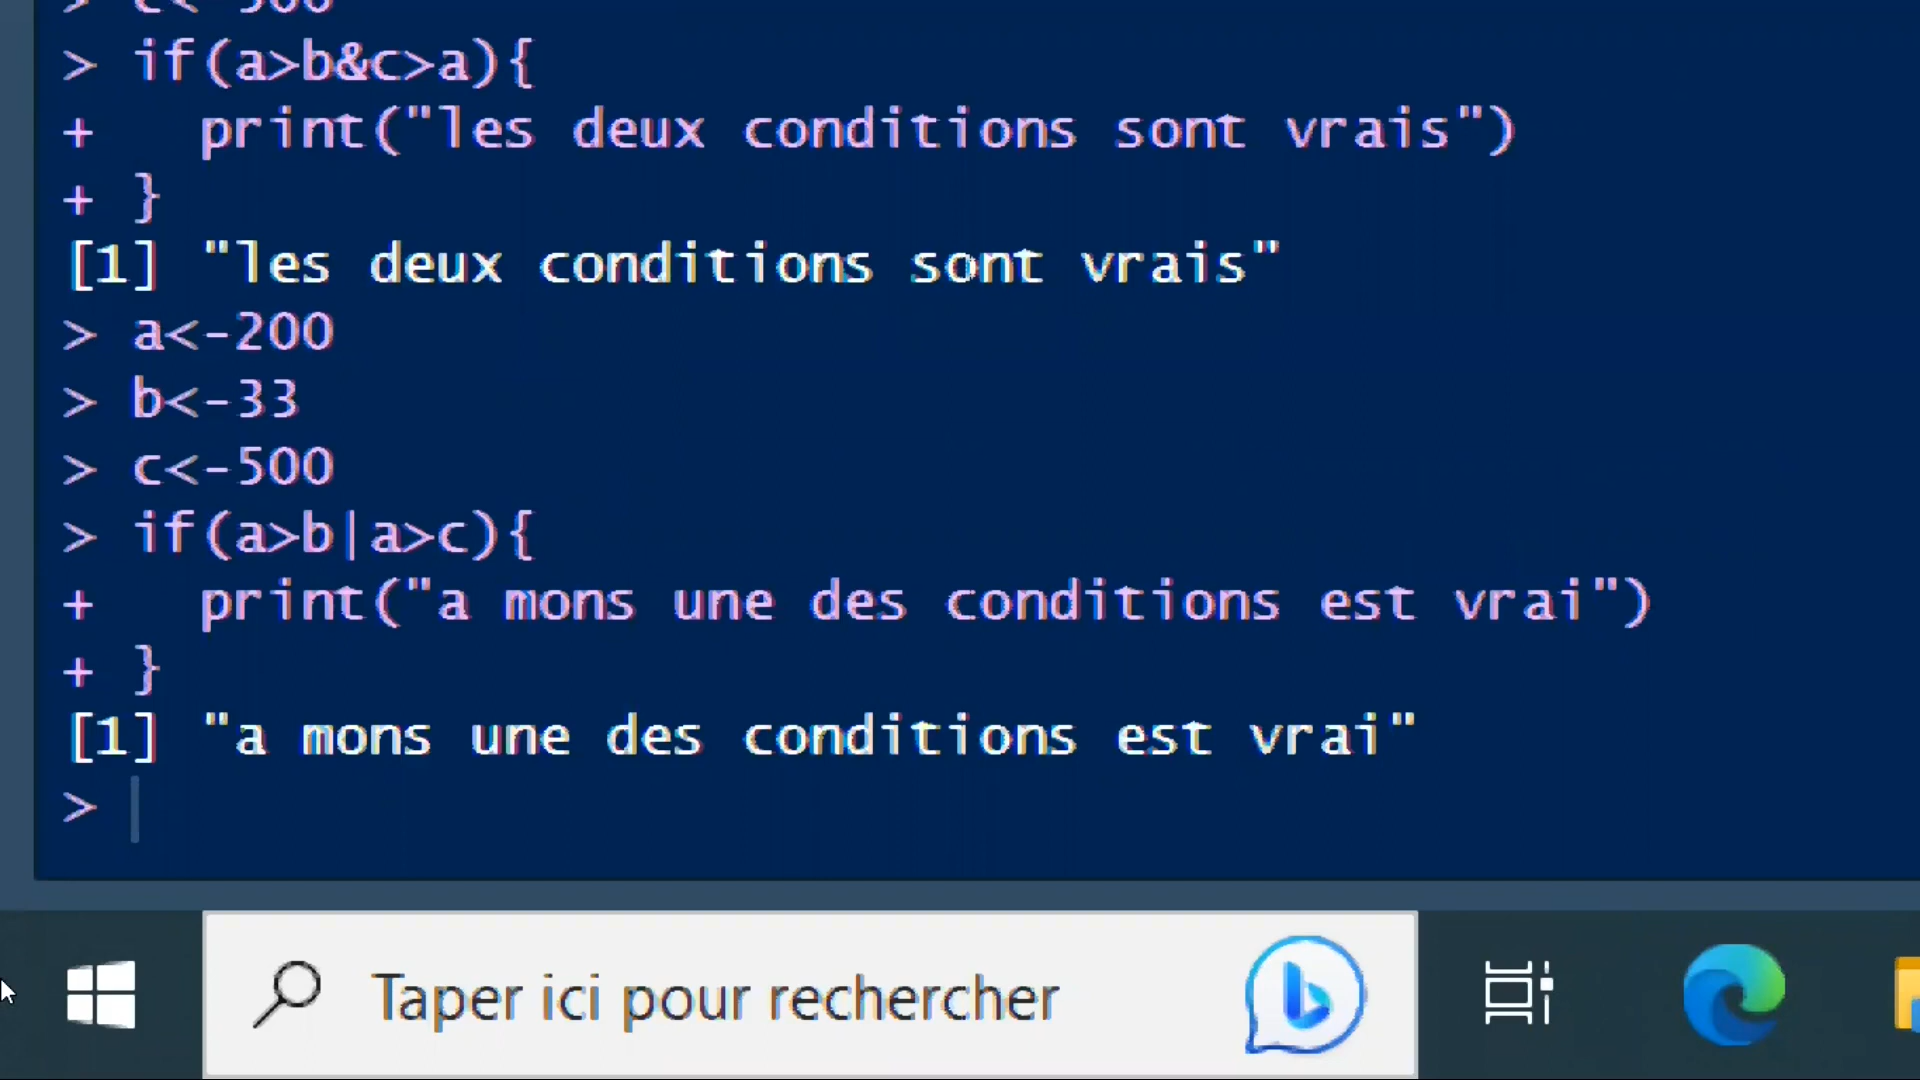 > c<-500
> if(a>b&c>a){
+   print("les deux conditions sont vrais")
+ }
[1] "les deux conditions sont vrais"
> a<-200
> b<-33
> c<-500
> if(a>b|a>c){
+   print("a mons une des conditions est vrai")
+ }
[1] "a mons une des conditions est vrai"
>
Taper ici pour rechercher